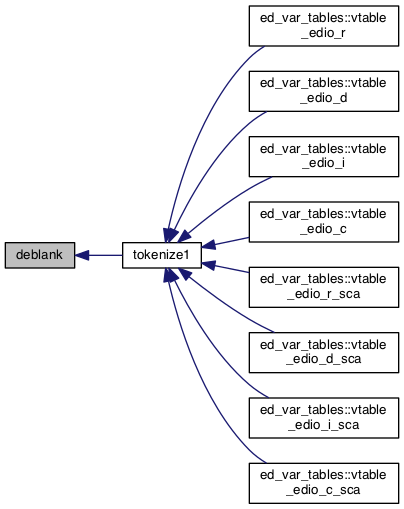 ed_var_tables::vtable
_edio_r
ed_var_tables::vtable
_edio_d
ed_var_tables::vtable
_edio_i
ed_var_tables::vtable
_edio_c
deblank
tokenize1
ed_var_tables::vtable
_edio_r_sca
ed_var_tables::vtable
_edio_d_sca
ed_var_tables::vtable
_edio_i_sca
ed_var_tables::vtable
_edio_c_sca